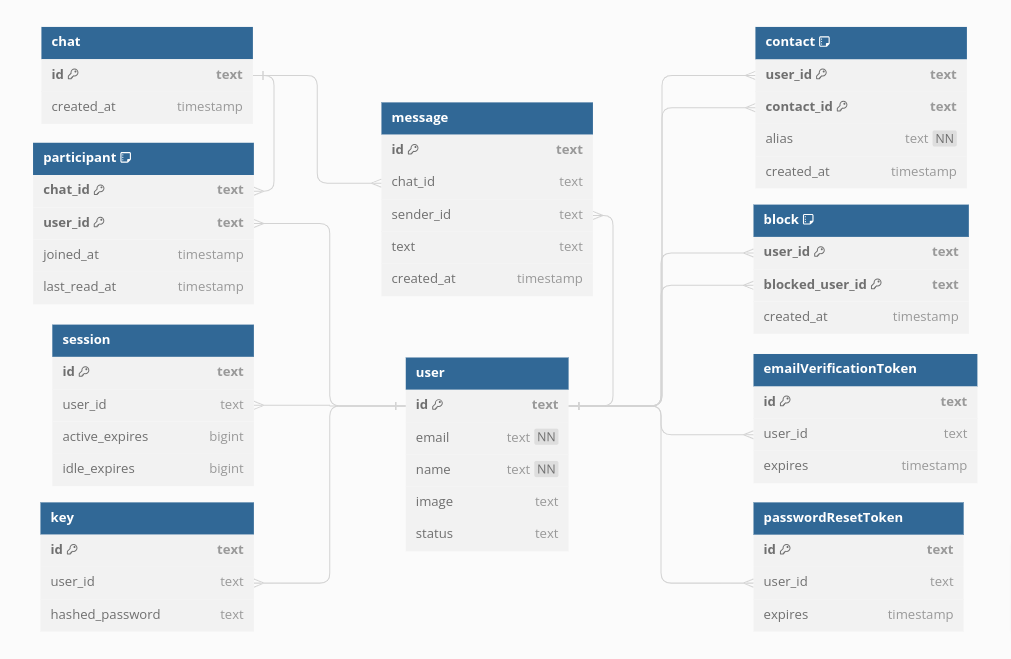 chat
id text
created_at timestamp
participant
chat_id text
user_id text
joined_at timestamp
last_read_at timestamp
session
id text
user_id text
active_expires bigint
idle_expires bigint
key
id text
user_id text
hashed_password text
message
id text
chat_id text
sender_id text
text text
created_at timestamp
user
id text
email text NN
name text NN
image text
status text
contact
user_id text
contact_id text
alias text NN
created_at timestamp
block
user_id text
blocked_user_id text
created_at timestamp
emailVerificationToken
id text
user_id text
expires timestamp
passwordResetToken
id text
user_id text
expires timestamp